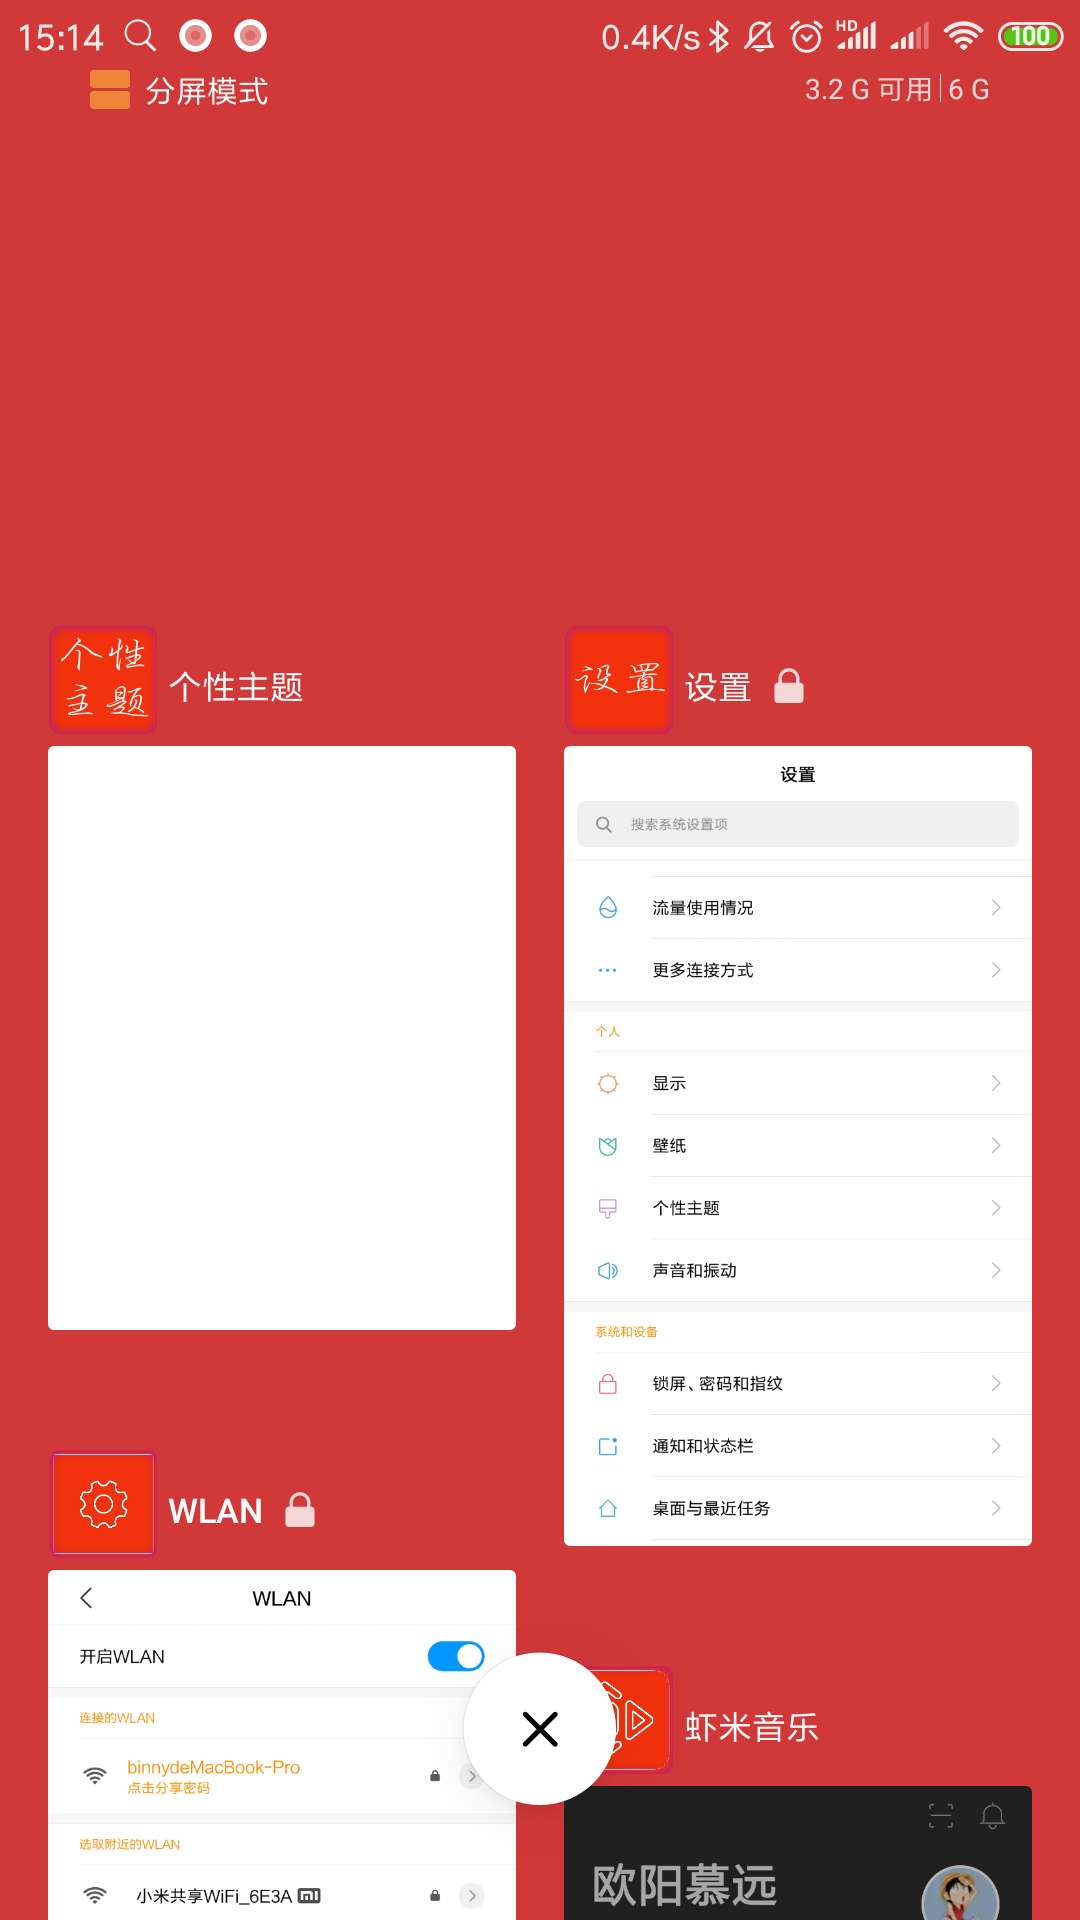 15:14
0.4K/s
HD
100
分屏模式
3.2 G 可用 | 6 G
个性
主题
个性主题
设置
设置
设置
搜索系统设置项
流量使用情况
更多连接方式
个人
显示
壁纸
个性主题
声音和振动
系统和设备
锁屏、密码和指纹
通知和状态栏
桌面与最近任务
WLAN
WLAN
开启WLAN
连接的WLAN
binnydeMacBook-Pro
点击分享密码
选取附近的WLAN
小米共享WiFi_6E3A
虾米音乐
欧阳慕远